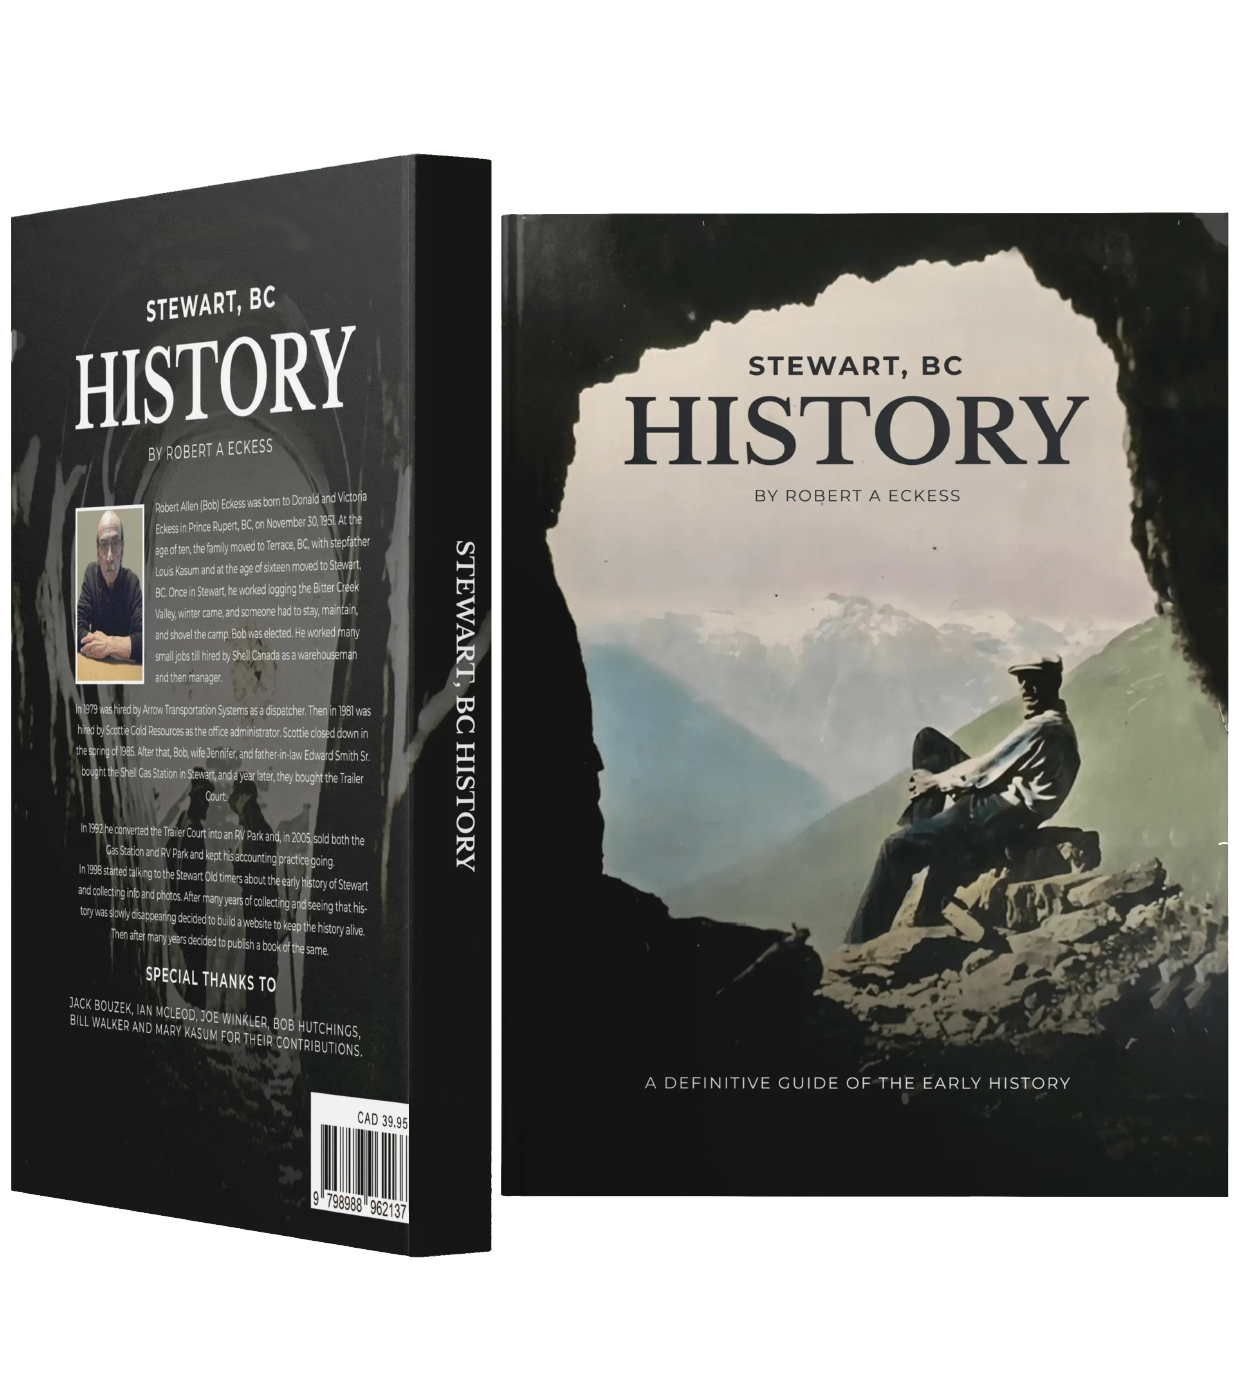 STEWART, BC
HISTORY
BY ROBERT A ECKESS
Robert Allen (Bob) Eckess was born to Donald and Victoria
Eckess in Prince Rupert, BC, on November 30, 1951. At the
age of ten, the family moved to Terrace, BC, with stepfather
Louis Kasum and at the age of sixteen moved to Stewart,
BC. Once in Stewart, he worked logging the Bitter Creek
Valley, winter came, and someone had to stay, maintain,
and shovel the camp. Bob was elected. He worked many
small jobs till hired by Shell Canada as a warehouseman
and then manager.
In 1979 was hired by Arrow Transportation Systems as a dispatcher. Then in 1981 was
hired by Scottie Gold Resources as the office administrator. Scottie closed down in
the spring of 1985. After that, Bob, wife Jennifer, and father-in-law Edward Smith Sr.
bought the Shell Gas Station in Stewart, and a year later, they bought the Trailer
Court.
In 1992 he converted the Trailer Court into an RV Park and, in 2005, sold both the
Gas Station and RV Park and kept his accounting practice going.
In 1998 started talking to the Stewart Old timers about the early history of Stewart
and collecting info and photos. After many years of collecting and seeing that his-
tory was slowly disappearing decided to build a website to keep the history alive.
Then after many years decided to publish a book of the same.
SPECIAL THANKS TO
JACK BOUZEK, IAN MCLEOD, JOE WINKLER, BOB HUTCHINGS,
BILL WALKER AND MARY KASUM FOR THEIR CONTRIBUTIONS.
CAD 39.95
9 798988 962137
STEWART, BC HISTORY
STEWART, BC
HISTORY
BY ROBERT A ECKESS
A DEFINITIVE GUIDE OF THE EARLY HISTORY